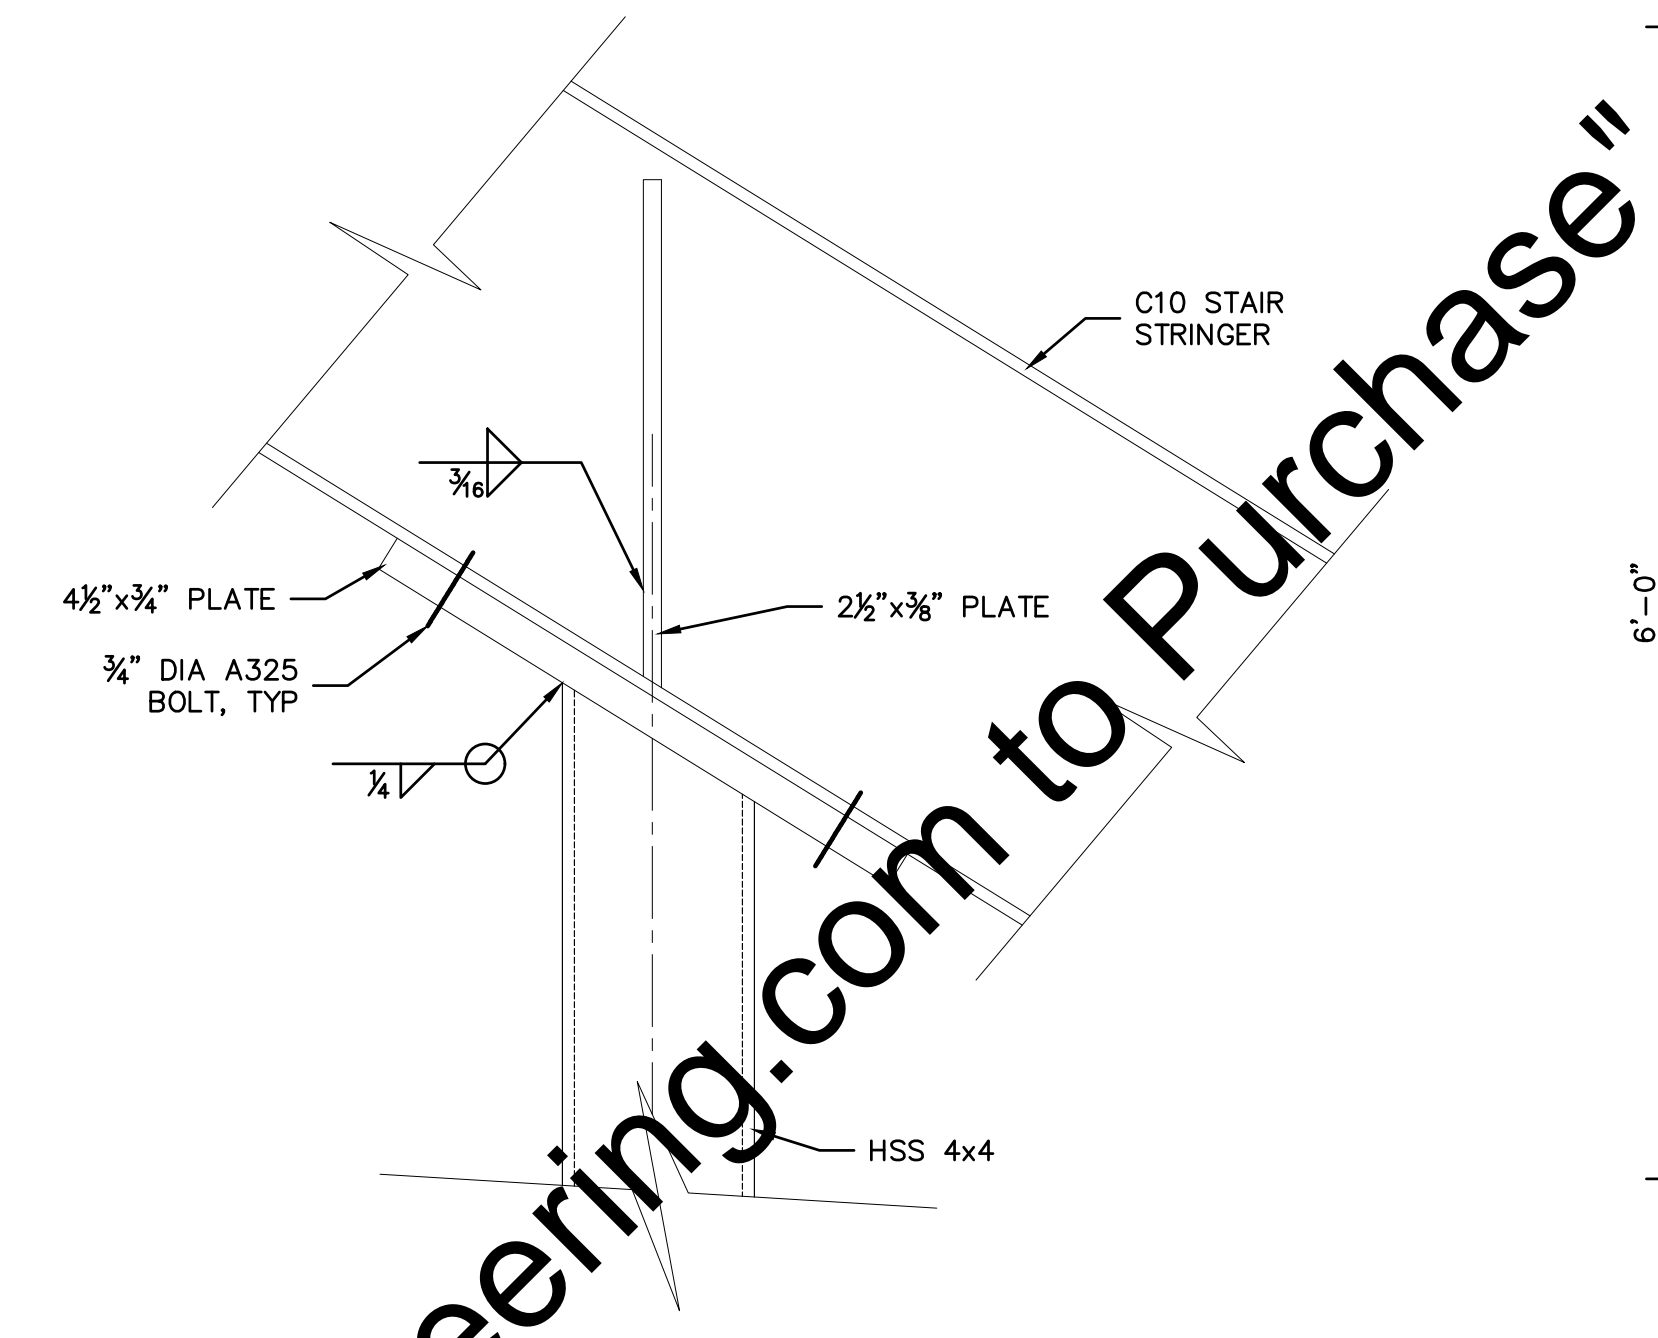 C10 STAIR
STRINGER
3/16
4½"x¾" PLATE
2½"x⅜" PLATE
¾" DIA A325
BOLT, TYP
1/4
HSS 4x4
6'-0"
eering.com to Purchase"